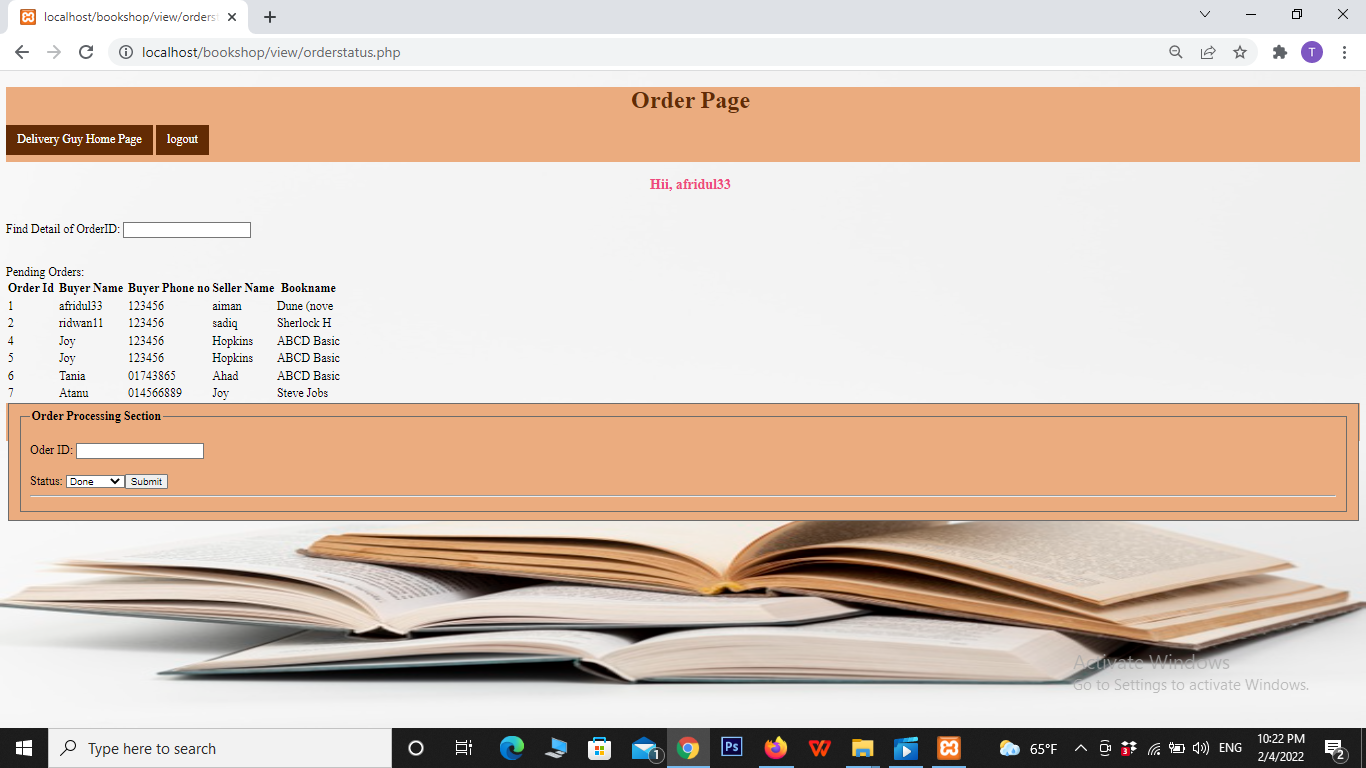 localhost/bookshop/view/orders
localhost/bookshop/view/orderstatus.php
T
Order Page
Delivery Guy Home Page logout
Hii, afridul33
Find Detail of OrderID:
Pending Orders:
Order Id Buyer Name Buyer Phone no Seller Name Bookname
1 afridul33 123456 aiman Dune (nove
2 ridwan11 123456 sadiq Sherlock H
4 Joy 123456 Hopkins ABCD Basic
5 Joy 123456 Hopkins ABCD Basic
6 Tania 01743865 Ahad ABCD Basic
7 Atanu 014566889 Joy Steve Jobs
Order Processing Section
Oder ID:
Status: Done Submit
Activate Windows
Go to Settings to activate Windows.
Type here to search 1 Ps 65°F 3 ENG 10:22 PM 2
2/4/2022